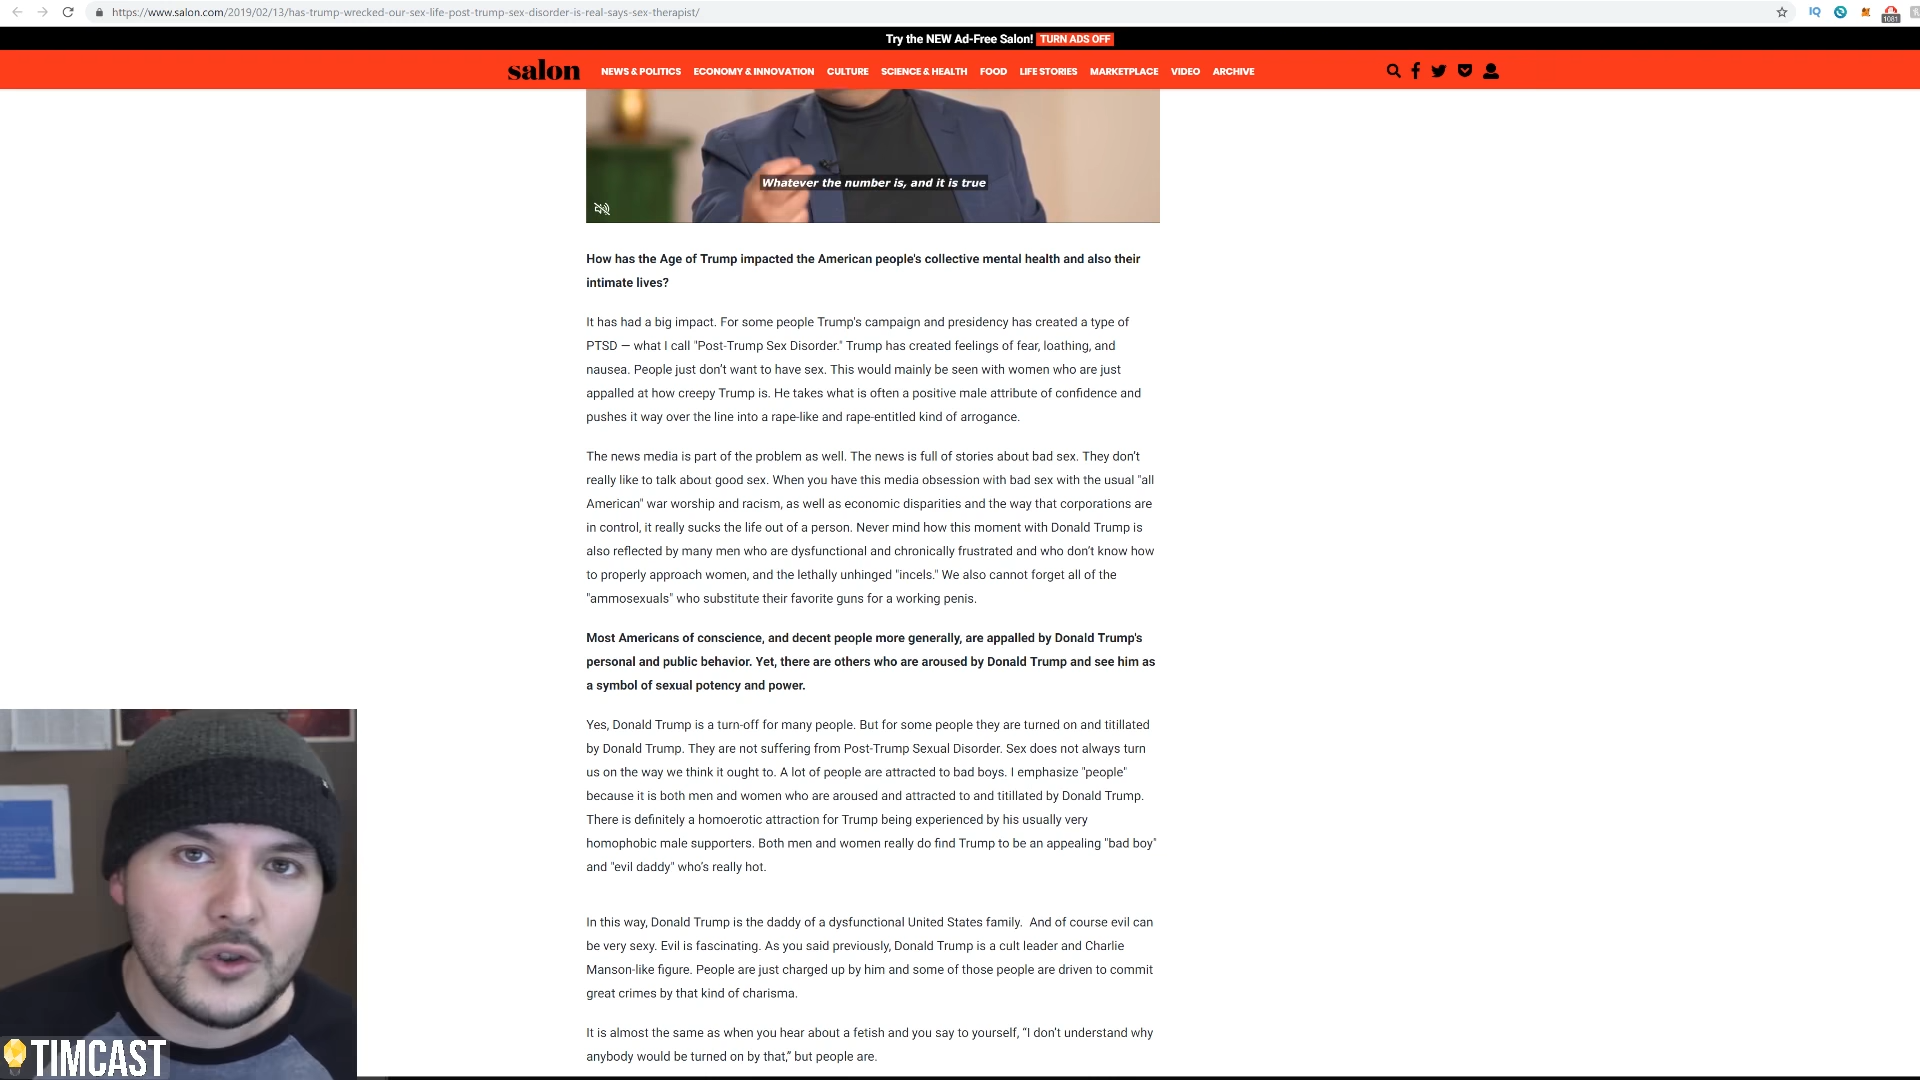 https://www.salon.com/2019/02/13/has-trump-wrecked-our-sex-life-post-trump-sex-disorder-is-real-says-sex-therapist/
IQ
1081
Try the NEW Ad-Free Salon! TURN ADS OFF
salon NEWS & POLITICS ECONOMY & INNOVATION CULTURE SCIENCE & HEALTH FOOD LIFE STORIES MARKETPLACE VIDEO ARCHIVE
Whatever the number is, and it is true
How has the Age of Trump impacted the American people's collective mental health and also their
intimate lives?
It has had a big impact. For some people Trump's campaign and presidency has created a type of
PTSD — what I call "Post-Trump Sex Disorder." Trump has created feelings of fear, loathing, and
nausea. People just don't want to have sex. This would mainly be seen with women who are just
appalled at how creepy Trump is. He takes what is often a positive male attribute of confidence and
pushes it way over the line into a rape-like and rape-entitled kind of arrogance.
The news media is part of the problem as well. The news is full of stories about bad sex. They don't
really like to talk about good sex. When you have this media obsession with bad sex with the usual "all
American" war worship and racism, as well as economic disparities and the way that corporations are
in control, it really sucks the life out of a person. Never mind how this moment with Donald Trump is
also reflected by many men who are dysfunctional and chronically frustrated and who don't know how
to properly approach women, and the lethally unhinged "incels." We also cannot forget all of the
"ammosexuals" who substitute their favorite guns for a working penis.
Most Americans of conscience, and decent people more generally, are appalled by Donald Trump's
personal and public behavior. Yet, there are others who are aroused by Donald Trump and see him as
a symbol of sexual potency and power.
Yes, Donald Trump is a turn-off for many people. But for some people they are turned on and titillated
by Donald Trump. They are not suffering from Post-Trump Sexual Disorder. Sex does not always turn
us on the way we think it ought to. A lot of people are attracted to bad boys. I emphasize "people"
because it is both men and women who are aroused and attracted to and titillated by Donald Trump.
There is definitely a homoerotic attraction for Trump being experienced by his usually very
homophobic male supporters. Both men and women really do find Trump to be an appealing "bad boy"
and "evil daddy" who's really hot.
In this way, Donald Trump is the daddy of a dysfunctional United States family. And of course evil can
be very sexy. Evil is fascinating. As you said previously, Donald Trump is a cult leader and Charlie
Manson-like figure. People are just charged up by him and some of those people are driven to commit
great crimes by that kind of charisma.
It is almost the same as when you hear about a fetish and you say to yourself, "I don't understand why
anybody would be turned on by that," but people are.
TIMCAST